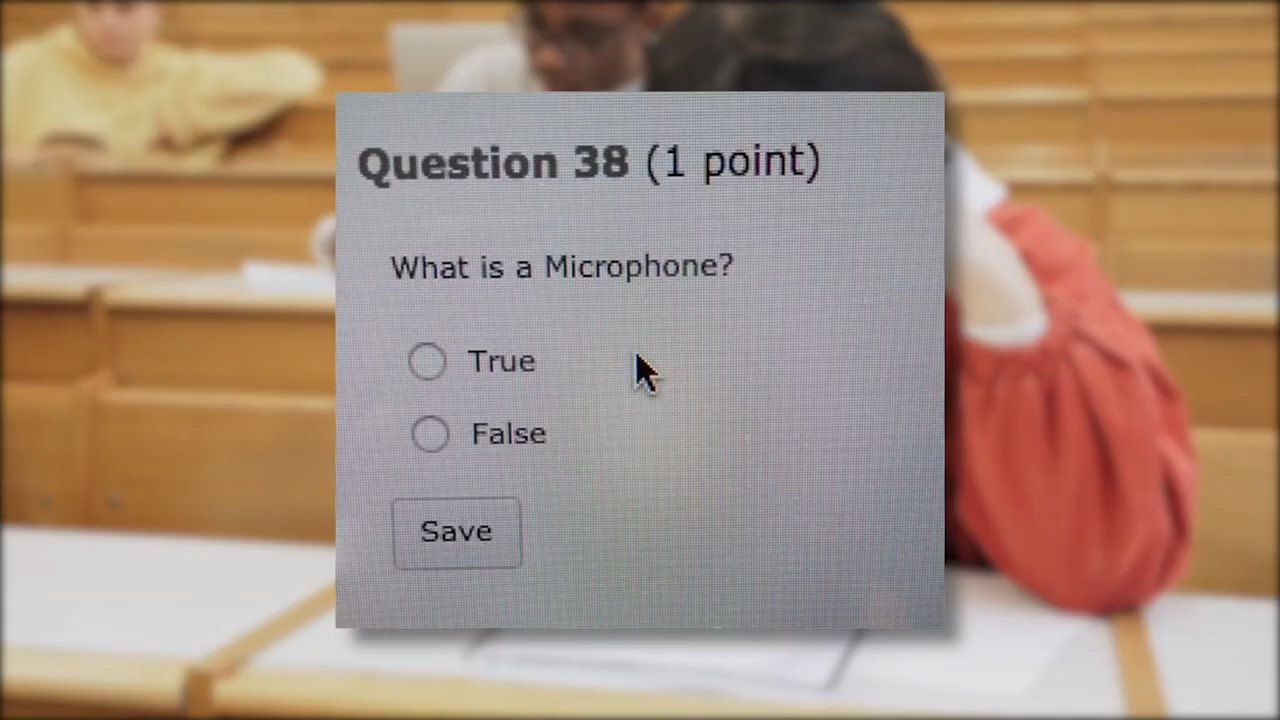 Question 38 (1 point)
What is a Microphone?
True
False
Save